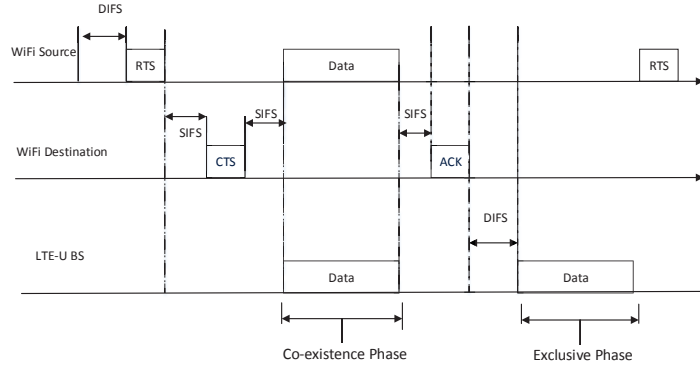 DIFS
WiFi Source
RTS
Data
RTS
SIFS
SIFS
SIFS
WiFi Destination
CTS
ACK
DIFS
LTE-U BS
Data
Data
Co-existence Phase
Exclusive Phase